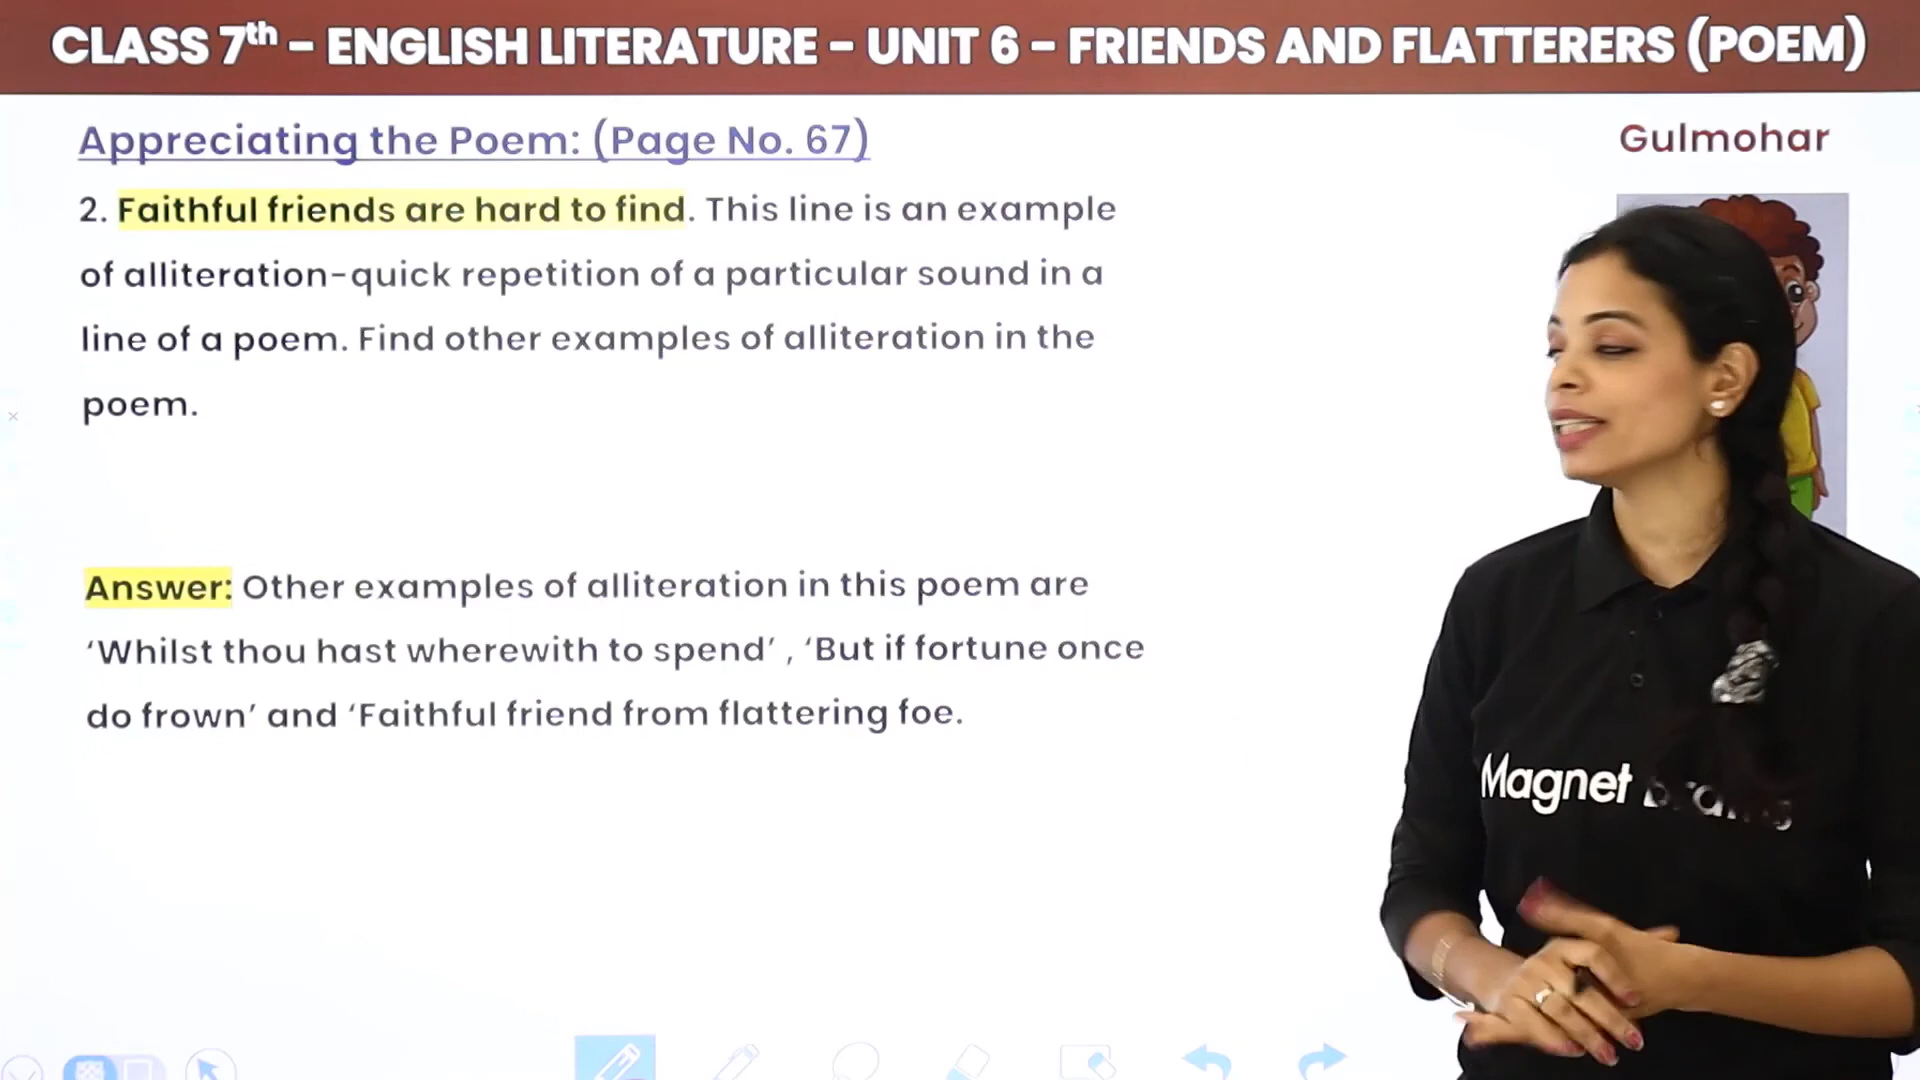 CLASS 7th – ENGLISH LITERATURE – UNIT 6 – FRIENDS AND FLATTERERS (POEM)
Appreciating the Poem: (Page No. 67)
Gulmohar
2. Faithful friends are hard to find. This line is an example
of alliteration-quick repetition of a particular sound in a
line of a poem. Find other examples of alliteration in the
poem.
Answer: Other examples of alliteration in this poem are
‘Whilst thou hast wherewith to spend’ , ‘But if fortune once
do frown’ and ‘Faithful friend from flattering foe.
Magnet